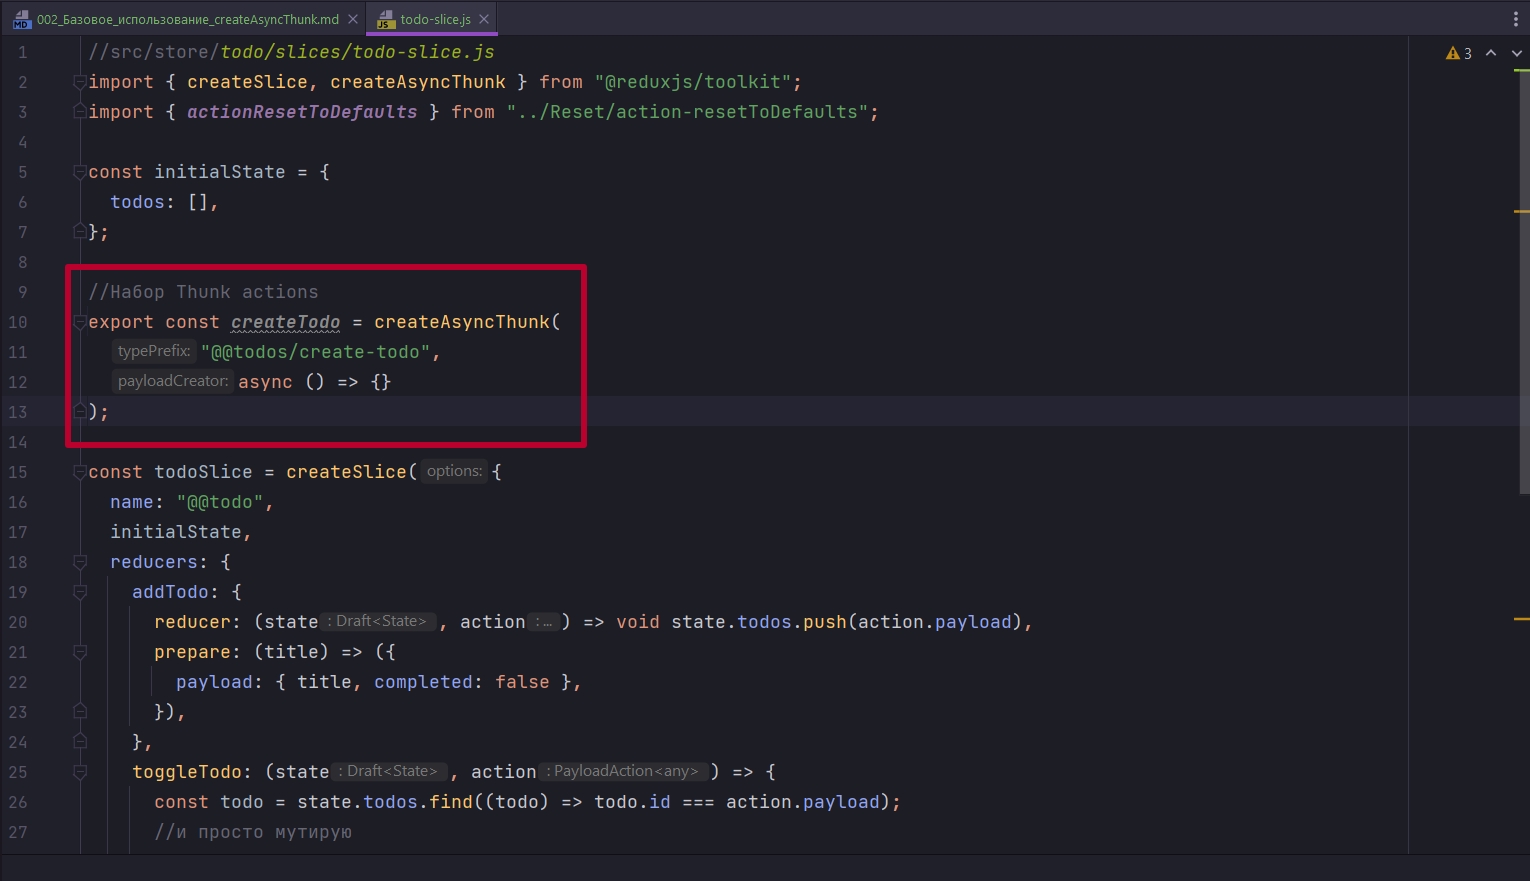 002_Базовое_использование_createAsyncThunk.md todo-slice.js
1 //src/store/todo/slices/todo-slice.js 3
2 import { createSlice, createAsyncThunk } from "@reduxjs/toolkit";
3 import { actionResetToDefaults } from "../Reset/action-resetToDefaults";
4
5 const initialState = {
6 todos: [],
7 };
8
9 //Набор Thunk actions
10 export const createTodo = createAsyncThunk(
11 typePrefix: "@@todos/create-todo",
12 payloadCreator: async () => {}
13 );
14
15 const todoSlice = createSlice( options: {
16 name: "@@todo",
17 initialState,
18 reducers: {
19 addTodo: {
20 reducer: (state : Draft<State> , action : ... ) => void state.todos.push(action.payload),
21 prepare: (title) => ({
22 payload: { title, completed: false },
23 }),
24 },
25 toggleTodo: (state : Draft<State> , action : PayloadAction<any> ) => {
26 const todo = state.todos.find((todo) => todo.id === action.payload);
27 //и просто мутирую